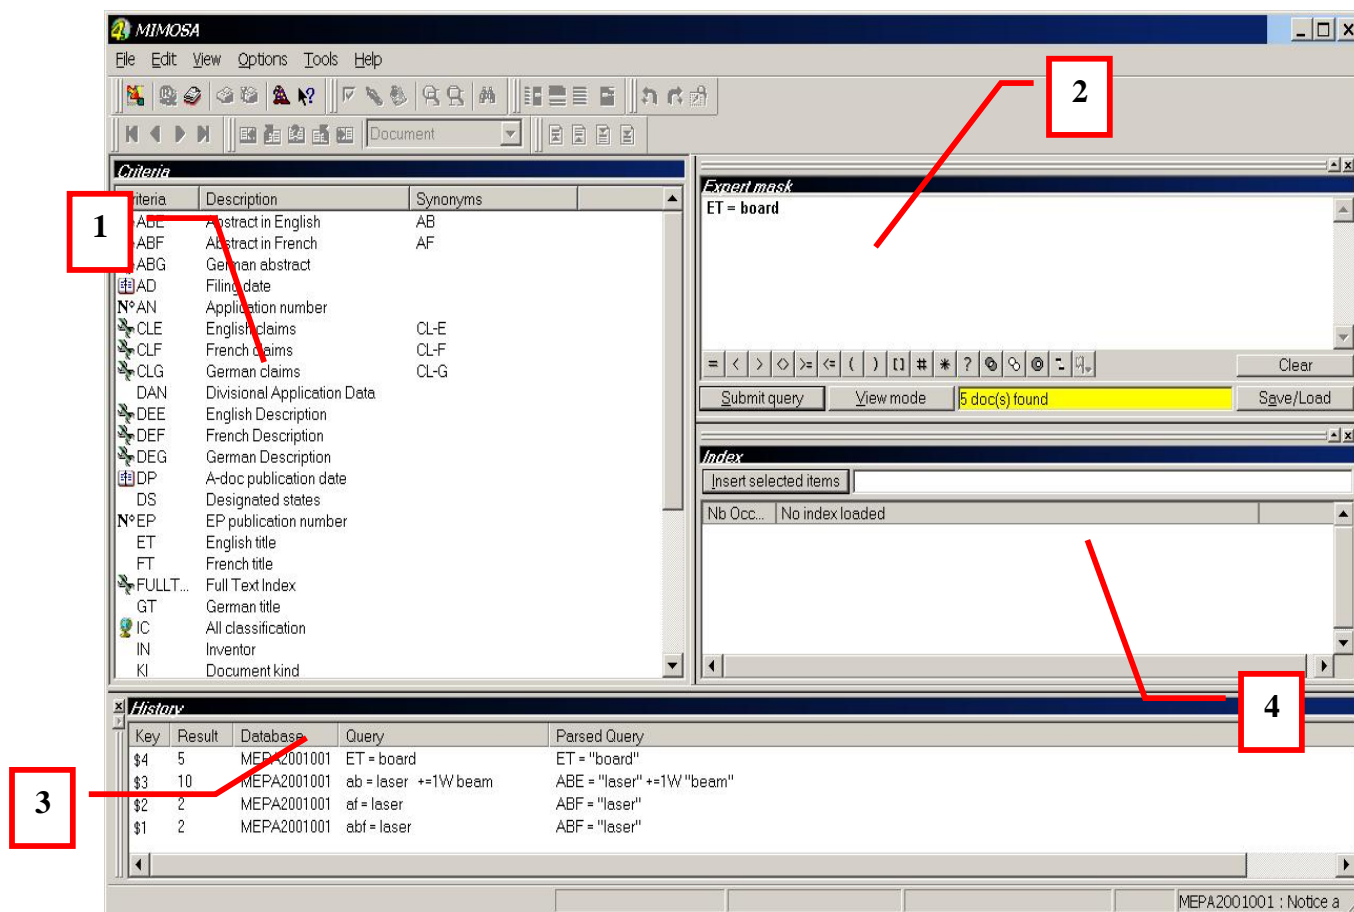 MIMOSA
File Edit View Options Tools Help
2
Document
Criteria
Criteria Description Synonyms
1
ABE Abstract in English AB
ABF Abstract in French AF
ABG German abstract
AD Filing date
N° AN Application number
CLE English claims CL-E
CLF French claims CL-F
CLG German claims CL-G
DAN Divisional Application Data
DEE English Description
DEF French Description
DEG German Description
DP A-doc publication date
DS Designated states
N° EP EP publication number
ET English title
FT French title
FULLT... Full Text Index
GT German title
IC All classification
IN Inventor
KI Document kind
Expert mask
ET = board
= < > <> >= <= ( ) [] # * ?
Clear
Submit query View mode 5 doc(s) found Save/Load
Index
Insert selected items
Nb Occ... No index loaded
4
History
Key Result Database Query Parsed Query
$4 5 MEPA2001001 ET = board ET = "board"
$3 10 MEPA2001001 ab = laser +=1W beam ABE = "laser" +=1W "beam"
$2 2 MEPA2001001 af = laser ABF = "laser"
$1 2 MEPA2001001 abf = laser ABF = "laser"
3
MEPA2001001 : Notice a